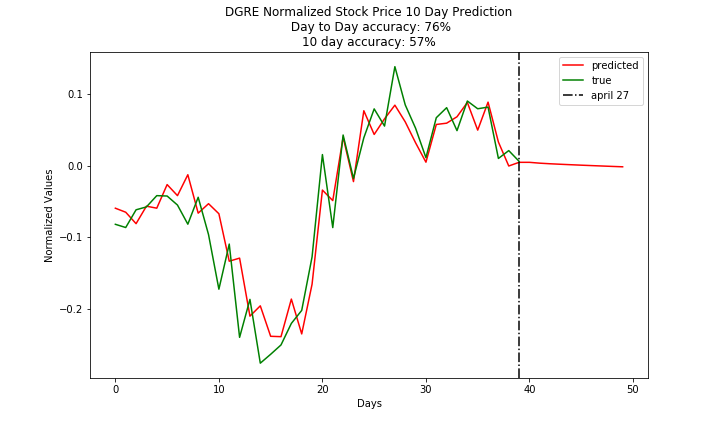 DGRE Normalized Stock Price 10 Day Prediction
Day to Day accuracy: 76%
10 day accuracy: 57%
predicted
true
april 27
Normalized Values
0.1
0.0
−0.1
−0.2
0
10
20
30
40
50
Days